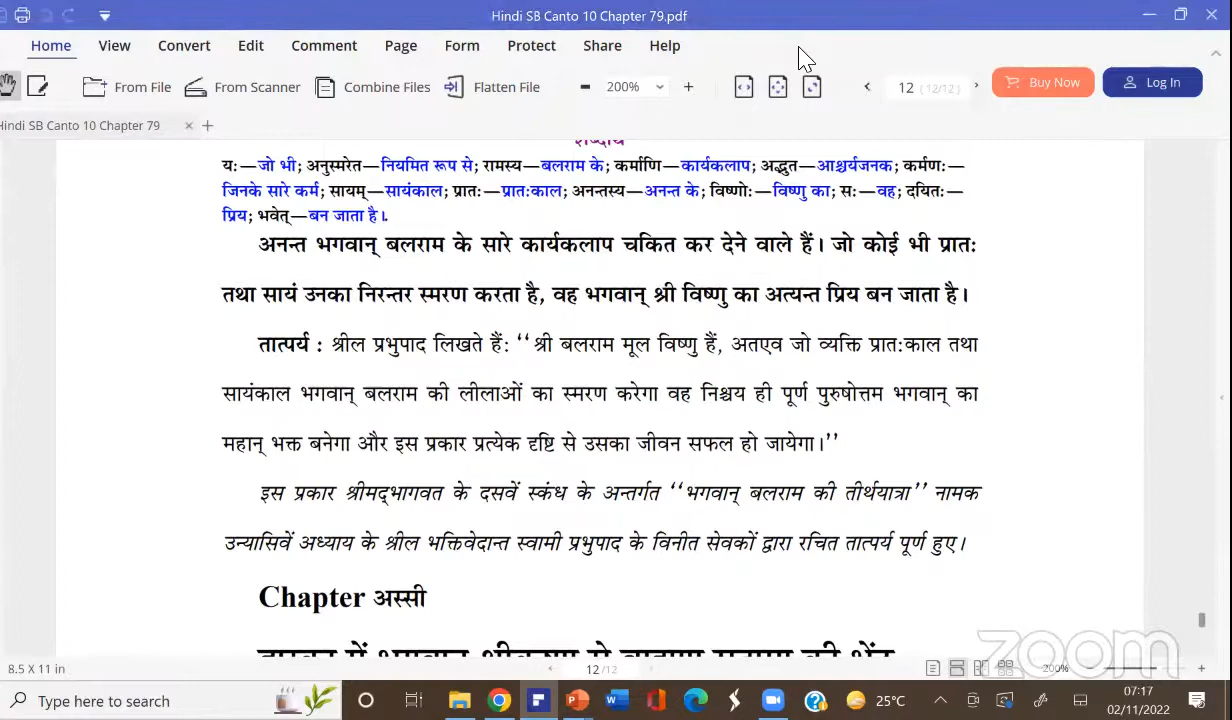 Hindi SB Canto 10 Chapter 79.pdf
Home View Convert Edit Comment Page Form Protect Share Help
From File From Scanner Combine Files Flatten File 200% 12 (12/12) Buy Now Log In
Hindi SB Canto 10 Chapter 79
शब्दार्थ
यः—जो भी; अनुस्मरेत—नियमित रूप से; रामस्य—बलराम के; कर्माणि—कार्यकलाप; अद्भुत—आश्चर्यजनक; कर्मणः—
जिनके सारे कर्म; सायम्—सायंकाल; प्रातः—प्रातःकाल; अनन्तस्य—अनन्त के; विष्णोः—विष्णु का; सः—वह; दयितः—
प्रिय; भवेत्—बन जाता है।.
अनन्त भगवान् बलराम के सारे कार्यकलाप चकित कर देने वाले हैं। जो कोई भी प्रातः
तथा सायं उनका निरन्तर स्मरण करता है, वह भगवान् श्री विष्णु का अत्यन्त प्रिय बन जाता है।
तात्पर्य : श्रील प्रभुपाद लिखते हैं: ‘‘श्री बलराम मूल विष्णु हैं, अतएव जो व्यक्ति प्रातःकाल तथा
सायंकाल भगवान् बलराम की लीलाओं का स्मरण करेगा वह निश्चय ही पूर्ण पुरुषोत्तम भगवान् का
महान् भक्त बनेगा और इस प्रकार प्रत्येक दृष्टि से उसका जीवन सफल हो जायेगा।’’
इस प्रकार श्रीमद्भागवत के दसवें स्कंध के अन्तर्गत ‘‘भगवान् बलराम की तीर्थयात्रा’’ नामक
उन्यासिवें अध्याय के श्रील भक्तिवेदान्त स्वामी प्रभुपाद के विनीत सेवकों द्वारा रचित तात्पर्य पूर्ण हुए।
Chapter अस्सी
zoom
8.5 X 11 in 12/12 200%
Type here to search 25°C 07:17
02/11/2022